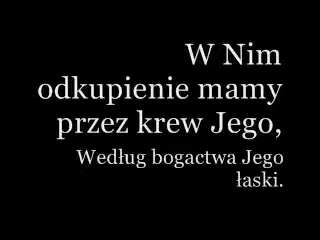 W Nim
odkupienie mamy
przez krew Jego,
Według bogactwa Jego
łaski.